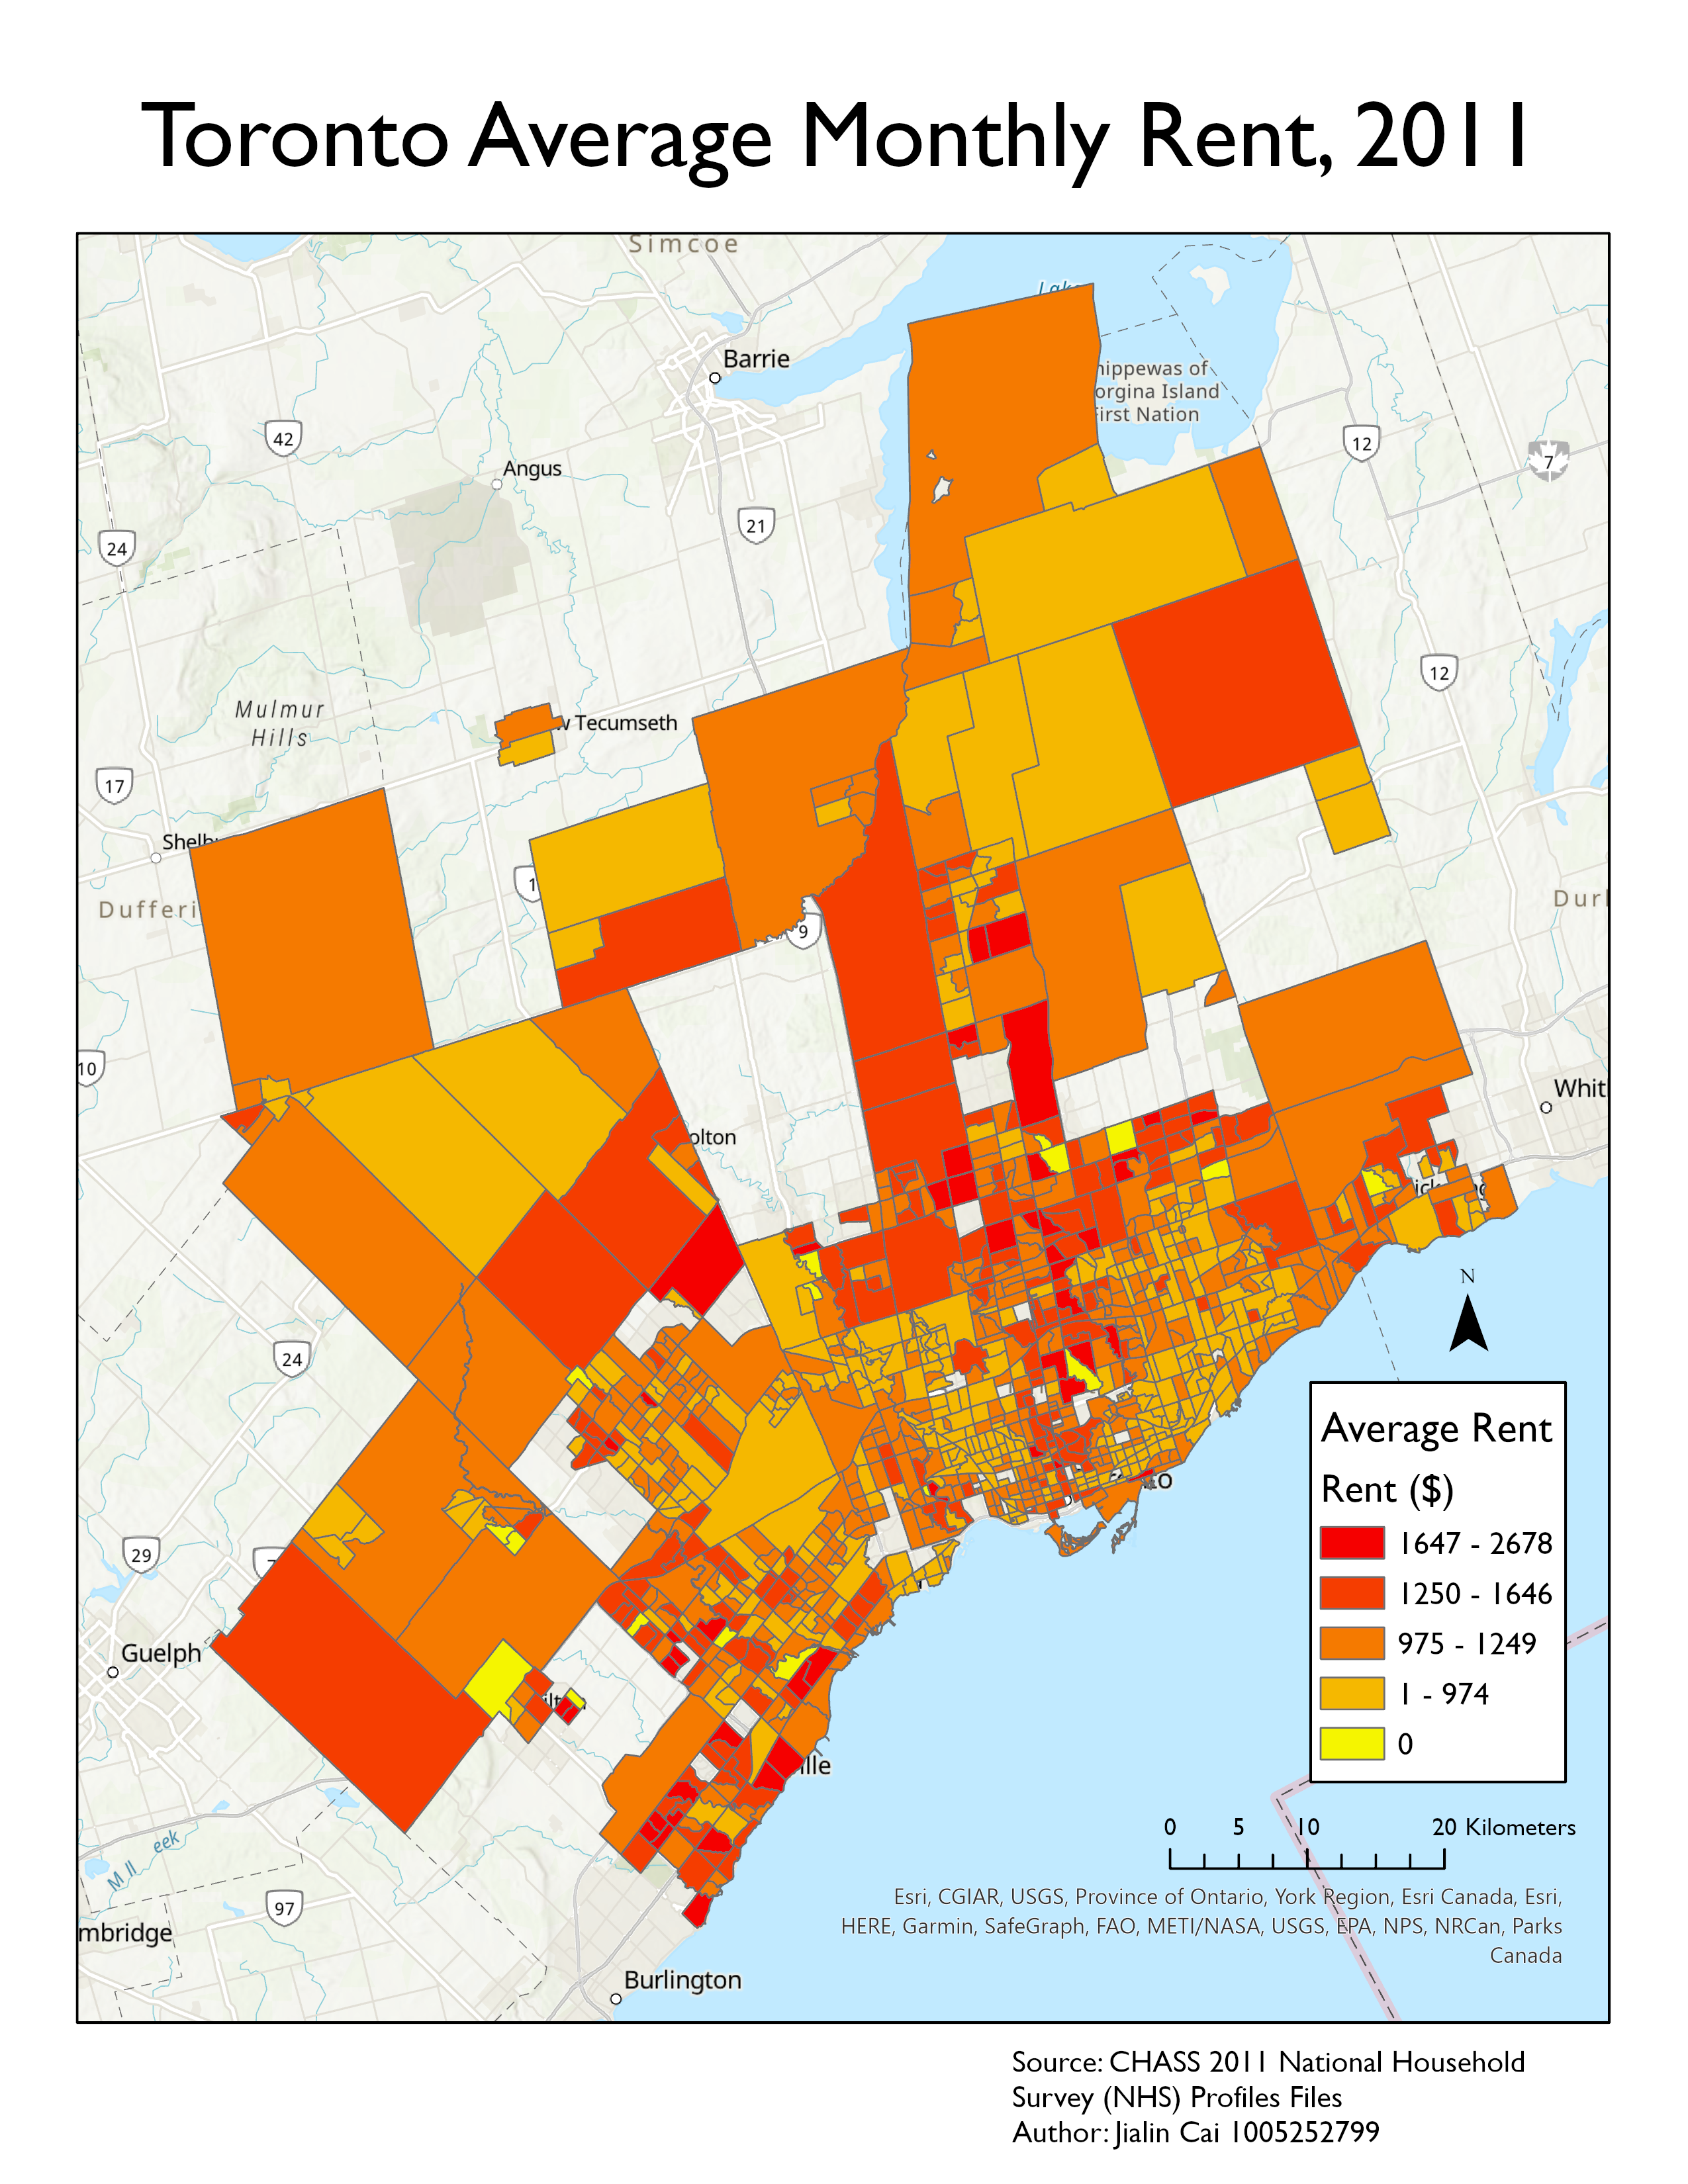 Toronto Average Monthly Rent, 2011
Simcoe
Barrie
hippewas of
orgina Island
First Nation
42
12
7
Angus
21
24
Mulmur
Hills
w Tecumseth
12
17
Shelb
1
Dufferi
9
Durl
10
Whit
olton
N
24
Average Rent
Rent ($)
1647 - 2678
1250 - 1646
975 - 1249
1 - 974
0
29
Guelph
lle
0 5 10 20 Kilometers
eek
97
Esri, CGIAR, USGS, Province of Ontario, York Region, Esri Canada, Esri,
HERE, Garmin, SafeGraph, FAO, METI/NASA, USGS, EPA, NPS, NRCan, Parks
Canada
mbridge
Burlington
Source: CHASS 2011 National Household
Survey (NHS) Profiles Files
Author: Jialin Cai 1005252799